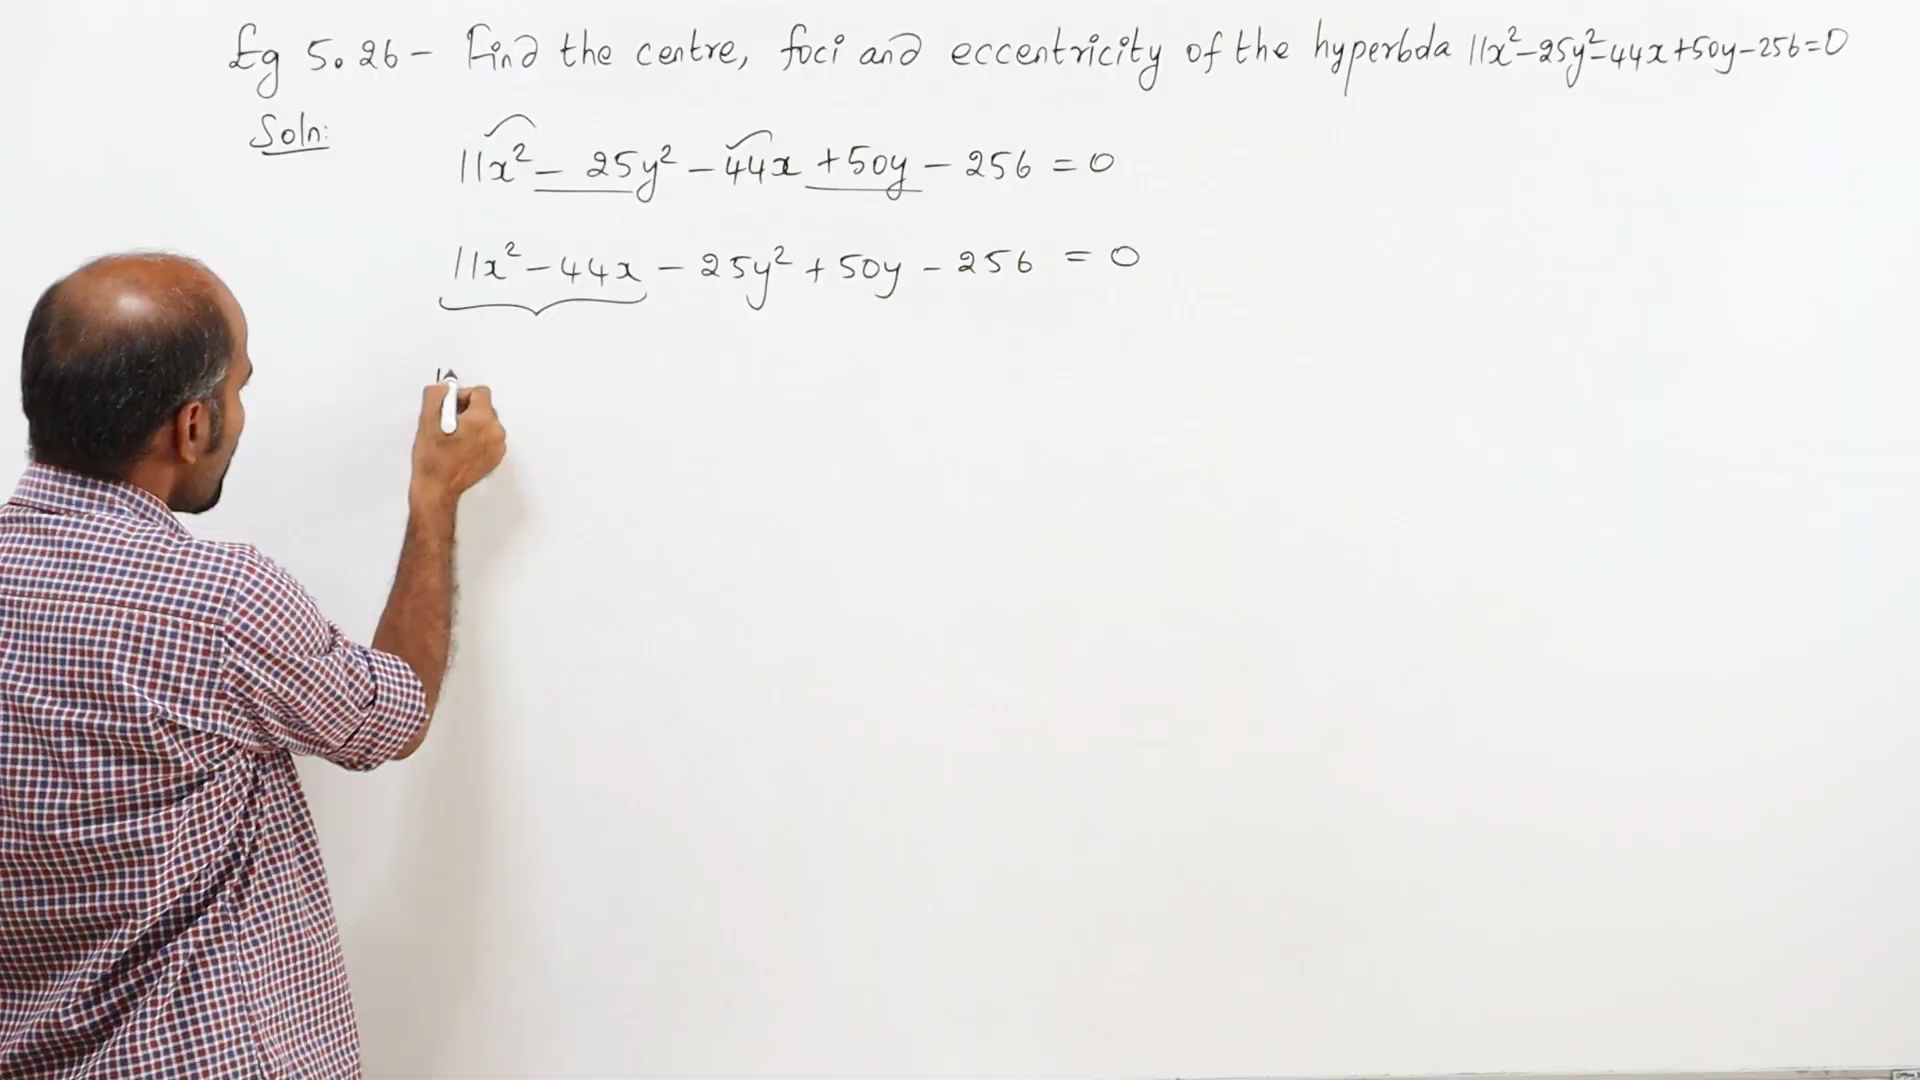 Eg 5.26 - Find the centre, foci and eccentricity of the hyperbola 11x²-25y²-44x+50y-256=0
Soln:
11x² - 25y² - 44x + 50y - 256 = 0
11x² - 44x - 25y² + 50y - 256 = 0